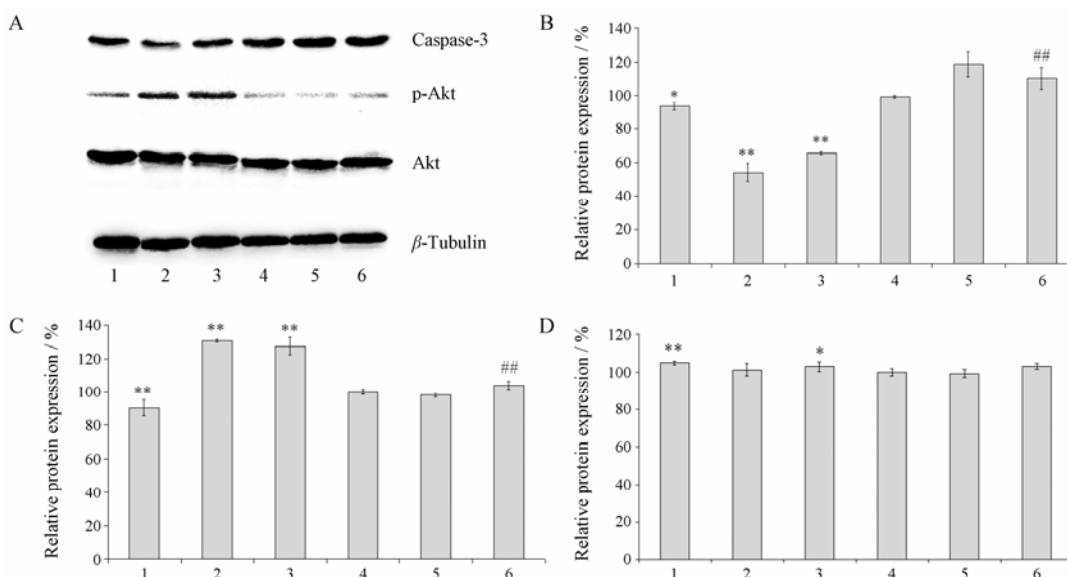 A
Caspase-3
p-Akt
Akt
β-Tubulin
1 2 3 4 5 6
B
Relative protein expression / %
140
120
100
80
60
40
20
0
*
**
**
##
1 2 3 4 5 6
C
Relative protein expression / %
140
120
100
80
60
40
20
0
**
**
**
##
1 2 3 4 5 6
D
Relative protein expression / %
120
100
80
60
40
20
0
**
*
1 2 3 4 5 6